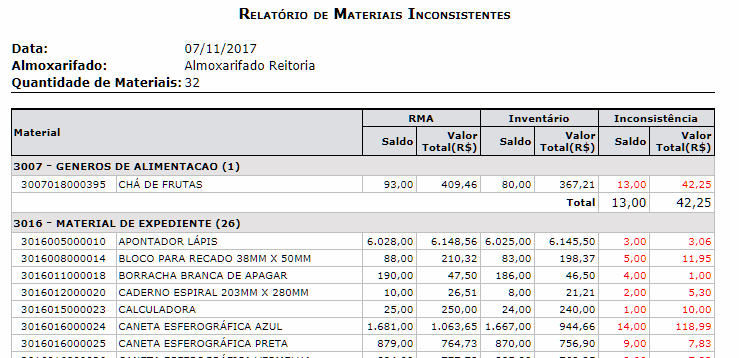 RELATÓRIO DE MATERIAIS INCONSISTENTES
Data: 07/11/2017
Almoxarifado: Almoxarifado Reitoria
Quantidade de Materiais: 32
Material RMA Inventário Inconsistência
Saldo Valor Total(R$) Saldo Valor Total(R$) Saldo Valor Total(R$)
3007 - GENEROS DE ALIMENTACAO (1)
3007018000395 CHÁ DE FRUTAS 93,00 409,46 80,00 367,21 13,00 42,25
Total 13,00 42,25
3016 - MATERIAL DE EXPEDIENTE (26)
3016005000010 APONTADOR LÁPIS 6.028,00 6.148,56 6.025,00 6.145,50 3,00 3,06
3016008000014 BLOCO PARA RECADO 38MM X 50MM 88,00 210,32 83,00 198,37 5,00 11,95
3016011000018 BORRACHA BRANCA DE APAGAR 190,00 47,50 186,00 46,50 4,00 1,00
3016012000020 CADERNO ESPIRAL 203MM X 280MM 10,00 26,51 8,00 21,21 2,00 5,30
3016015000023 CALCULADORA 25,00 250,00 24,00 240,00 1,00 10,00
3016016000024 CANETA ESFEROGRÁFICA AZUL 1.681,00 1.063,65 1.667,00 944,66 14,00 118,99
3016016000025 CANETA ESFEROGRÁFICA PRETA 879,00 764,73 870,00 756,90 9,00 7,83